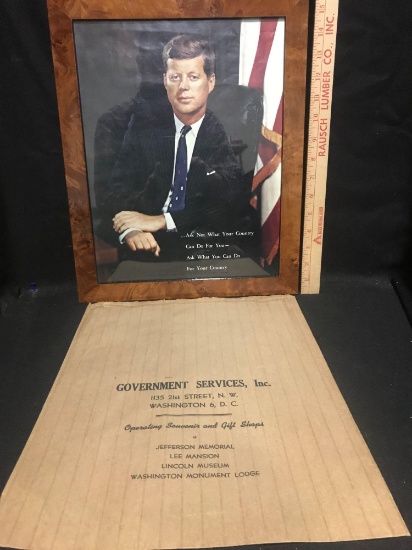 ...Ask Not What Your Country
Can Do For You—
Ask What You Can Do
For Your Country
RAUSCH LUMBER CO., INC.
GOVERNMENT SERVICES, Inc.
1135 21st STREET, N. W.
WASHINGTON 6, D. C.
Operating Souvenir and Gift Shops
JEFFERSON MEMORIAL
LEE MANSION
LINCOLN MUSEUM
WASHINGTON MONUMENT LODGE